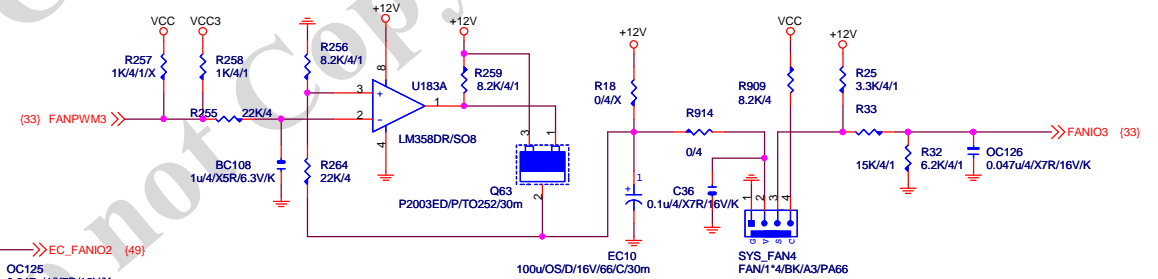 VCC
VCC3
+12V
+12V
+12V
VCC
+12V
R257
1K/4/1/X
R258
1K/4/1
R256
8.2K/4/1
8
U183A
3
+
2
-
1
4
LM358DR/SO8
R259
8.2K/4/1
R18
0/4/X
R909
8.2K/4
R25
3.3K/4/1
R33
15K/4/1
{33} FANPWM3
R255
22K/4
R914
0/4
FANIO3 {33}
BC108
1u/4/X5R/6.3V/K
R264
22K/4
3
1
2
Q63
P2003ED/P/TO252/30m
+
1
EC10
100u/OS/D/16V/66/C/30m
C36
0.1u/4/X7R/16V/K
R32
6.2K/4/1
OC126
0.047u/4/X7R/16V/K
1
2
3
4
G
V
S
C
SYS_FAN4
FAN/1*4/BK/A3/PA66
EC_FANIO2 {49}
OC125
not Copy